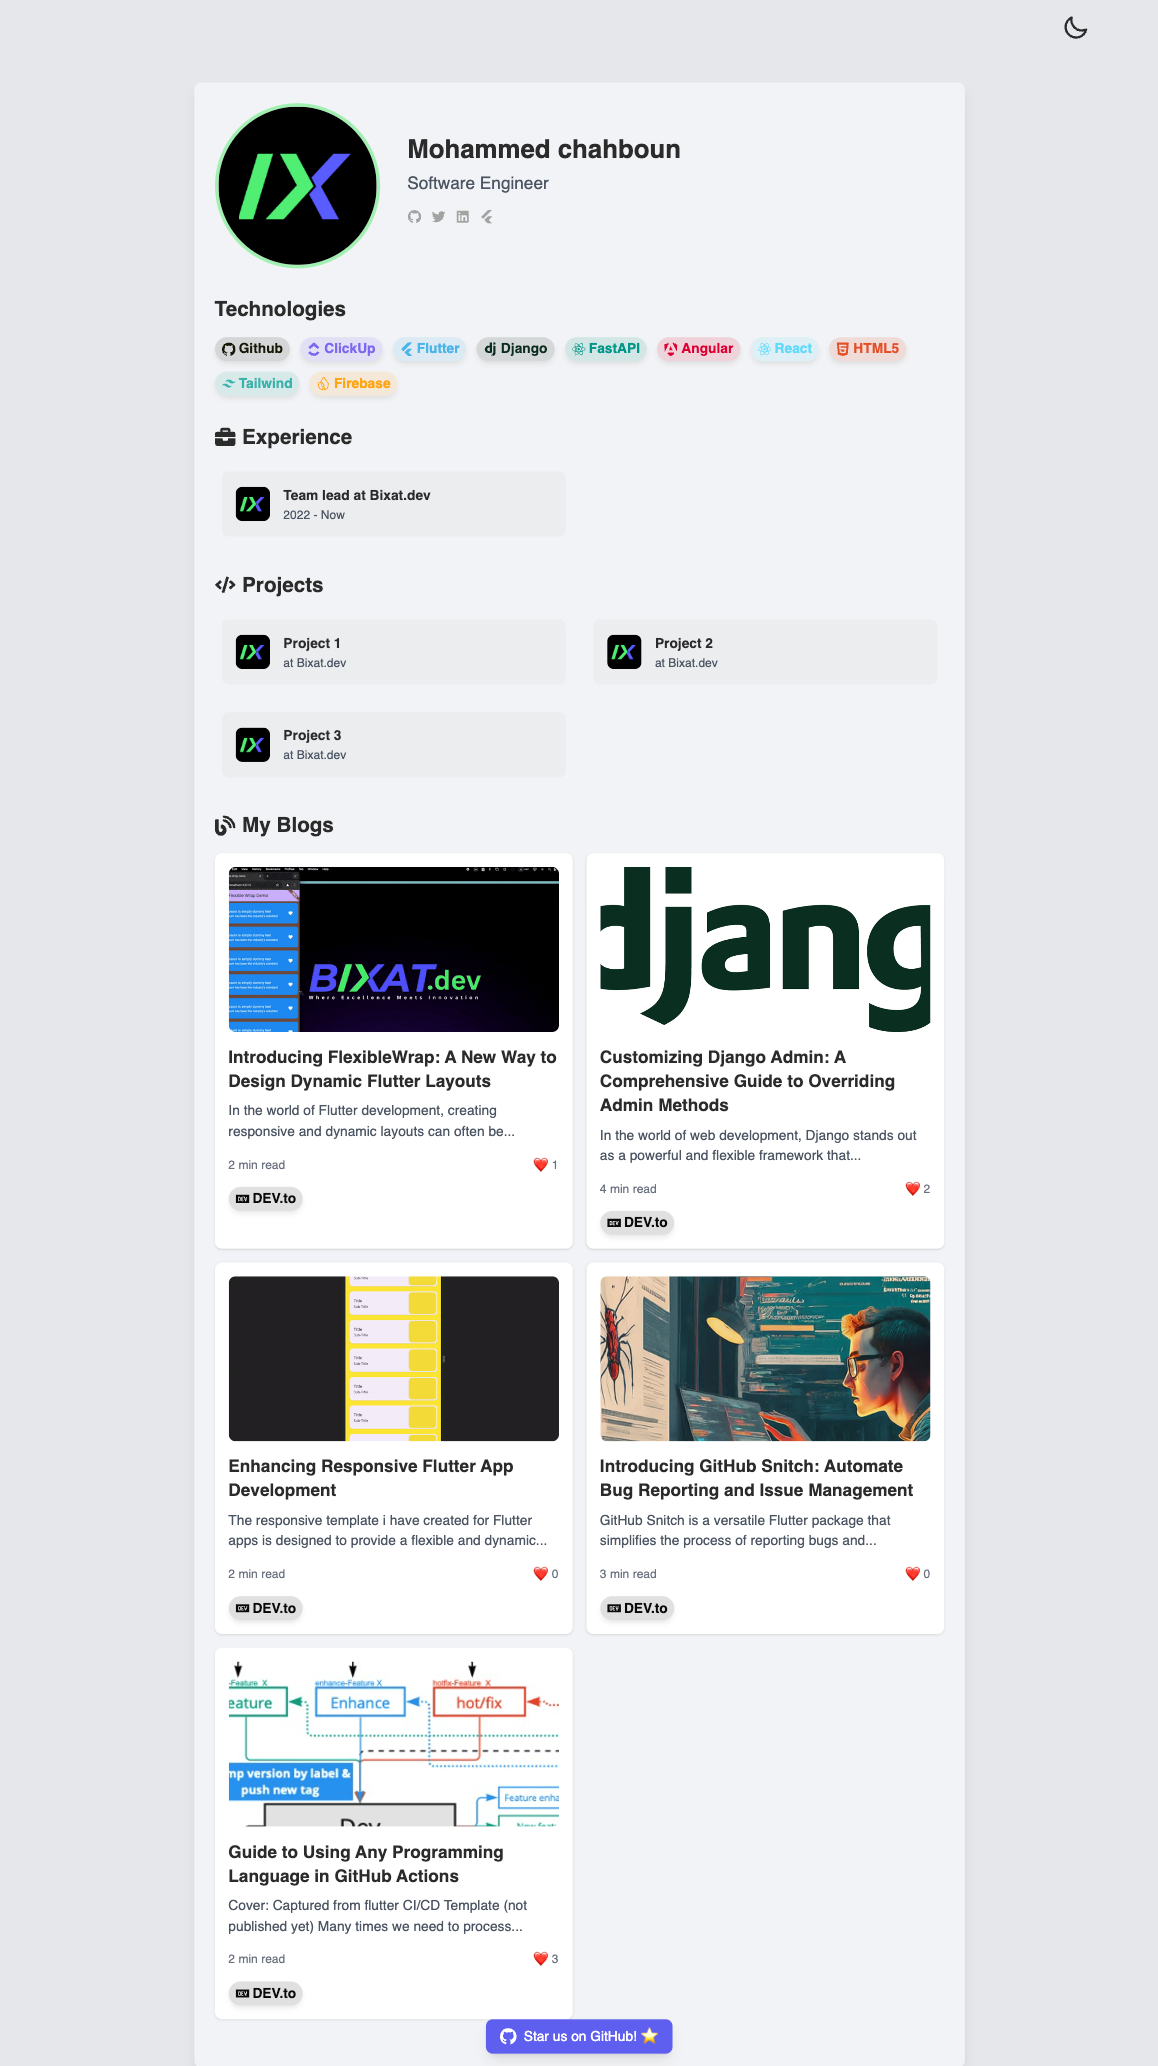 Mohammed chahboun
Software Engineer
Technologies
Github
ClickUp
Flutter
dj Django
FastAPI
Angular
React
HTML5
Tailwind
Firebase
Experience
Team lead at Bixat.dev
2022 - Now
Projects
Project 1
at Bixat.dev
Project 2
at Bixat.dev
Project 3
at Bixat.dev
My Blogs
BIXAT.dev
Where Excellence Meets Innovation
Introducing FlexibleWrap: A New Way to
Design Dynamic Flutter Layouts
In the world of Flutter development, creating
responsive and dynamic layouts can often be...
2 min read
1
DEV DEV.to
djang
Customizing Django Admin: A
Comprehensive Guide to Overriding
Admin Methods
In the world of web development, Django stands out
as a powerful and flexible framework that...
4 min read
2
DEV DEV.to
Title
Title
Title
Title
Title
Enhancing Responsive Flutter App
Development
The responsive template i have created for Flutter
apps is designed to provide a flexible and dynamic...
2 min read
0
DEV DEV.to
Introducing GitHub Snitch: Automate
Bug Reporting and Issue Management
GitHub Snitch is a versatile Flutter package that
simplifies the process of reporting bugs and...
3 min read
0
DEV DEV.to
-Feature X
enhance-Feature X
hotfix-Feature X
eature
Enhance
hot/fix
mp version by label &
push new tag
Feature enha
Dev
Guide to Using Any Programming
Language in GitHub Actions
Cover: Captured from flutter CI/CD Template (not
published yet) Many times we need to process...
2 min read
3
DEV DEV.to
Star us on GitHub!